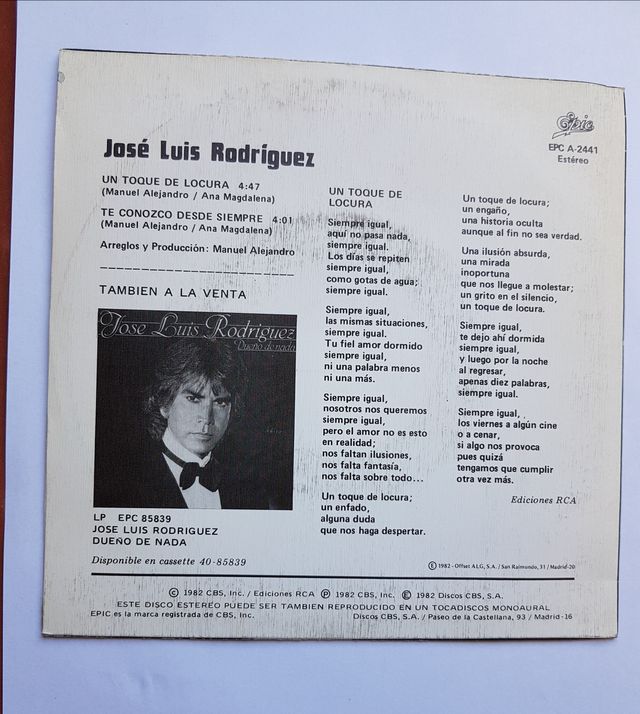 José Luis Rodríguez
Epic
EPC A-2441
Estéreo
UN TOQUE DE LOCURA 4:47
(Manuel Alejandro / Ana Magdalena)
TE CONOZCO DESDE SIEMPRE 4:01
(Manuel Alejandro / Ana Magdalena)
Arreglos y Producción: Manuel Alejandro
TAMBIEN A LA VENTA
José Luis Rodríguez
Dueño de nada
LP EPC 85839
JOSE LUIS RODRIGUEZ
DUEÑO DE NADA
Disponible en cassette 40-85839
UN TOQUE DE
LOCURA
Siempre igual,
aquí no pasa nada,
siempre igual.
Los días se repiten
siempre igual,
como gotas de agua;
siempre igual.
Siempre igual,
las mismas situaciones,
siempre igual.
Tu fiel amor dormido
siempre igual,
ni una palabra menos
ni una más.
Siempre igual,
nosotros nos queremos
siempre igual,
pero el amor no es esto
en realidad;
nos faltan ilusiones,
nos falta fantasía,
nos falta sobre todo...
Un toque de locura;
un enfado,
alguna duda
que nos haga despertar.
Un toque de locura;
un engaño,
una historia oculta
aunque al fin no sea verdad.
Una ilusión absurda,
una mirada
inoportuna
que nos llegue a molestar;
un grito en el silencio,
un toque de locura.
Siempre igual,
te dejo ahí dormida
siempre igual,
y luego por la noche
al regresar,
apenas diez palabras,
siempre igual.
Siempre igual,
los viernes a algún cine
o a cenar,
si algo nos provoca
pues quizá
tengamos que cumplir
otra vez más.
Ediciones RCA
Ⓔ 1982 - Offset ALG, S.A. / San Raimundo, 31 / Madrid-20
© 1982 CBS, Inc. / Ediciones RCA Ⓟ 1982 CBS, Inc. Ⓔ 1982 Discos CBS, S.A.
ESTE DISCO ESTEREO PUEDE SER TAMBIEN REPRODUCIDO EN UN TOCADISCOS MONOAURAL
EPIC es la marca registrada de CBS, Inc. Discos CBS, S.A. / Paseo de la Castellana, 93 / Madrid-16